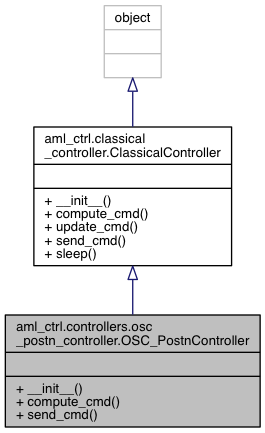 object
aml_ctrl.classical
_controller.ClassicalController
+ __init__()
+ compute_cmd()
+ update_cmd()
+ send_cmd()
+ sleep()
aml_ctrl.controllers.osc
_postn_controller.OSC_PostnController
+ __init__()
+ compute_cmd()
+ send_cmd()